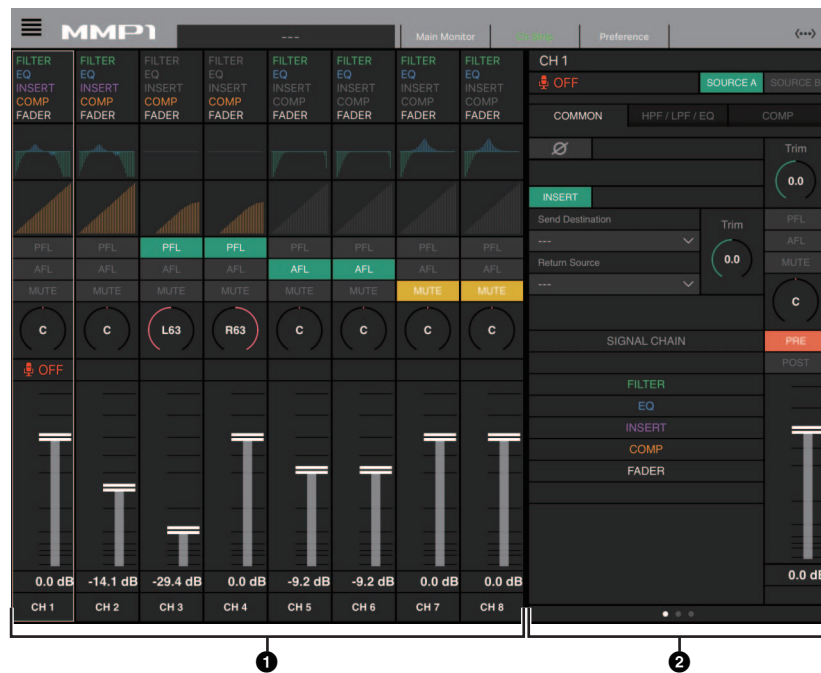 MMP1
---
Main Monitor
Preference
FILTER FILTER FILTER FILTER FILTER FILTER FILTER FILTER
EQ EQ EQ EQ EQ EQ EQ EQ
INSERT INSERT INSERT INSERT INSERT INSERT INSERT INSERT
COMP COMP COMP COMP COMP COMP COMP COMP
FADER FADER FADER FADER FADER FADER FADER FADER
PFL PFL PFL PFL PFL PFL PFL PFL
AFL AFL AFL AFL AFL AFL AFL AFL
MUTE MUTE MUTE MUTE MUTE MUTE MUTE MUTE
C C L63 R63 C C C C
OFF
0.0 dB -14.1 dB -29.4 dB 0.0 dB -9.2 dB -9.2 dB 0.0 dB 0.0 dB
CH 1 CH 2 CH 3 CH 4 CH 5 CH 6 CH 7 CH 8
CH 1
OFF SOURCE A SOURCE B
COMMON HPF / LPF / EQ COMP
Ø
INSERT
Send Destination
---
Return Source
---
Trim
0.0
SIGNAL CHAIN
FILTER
EQ
INSERT
COMP
FADER
Trim
0.0
PFL
AFL
MUTE
C
PRE
POST
0.0 dB
1 2